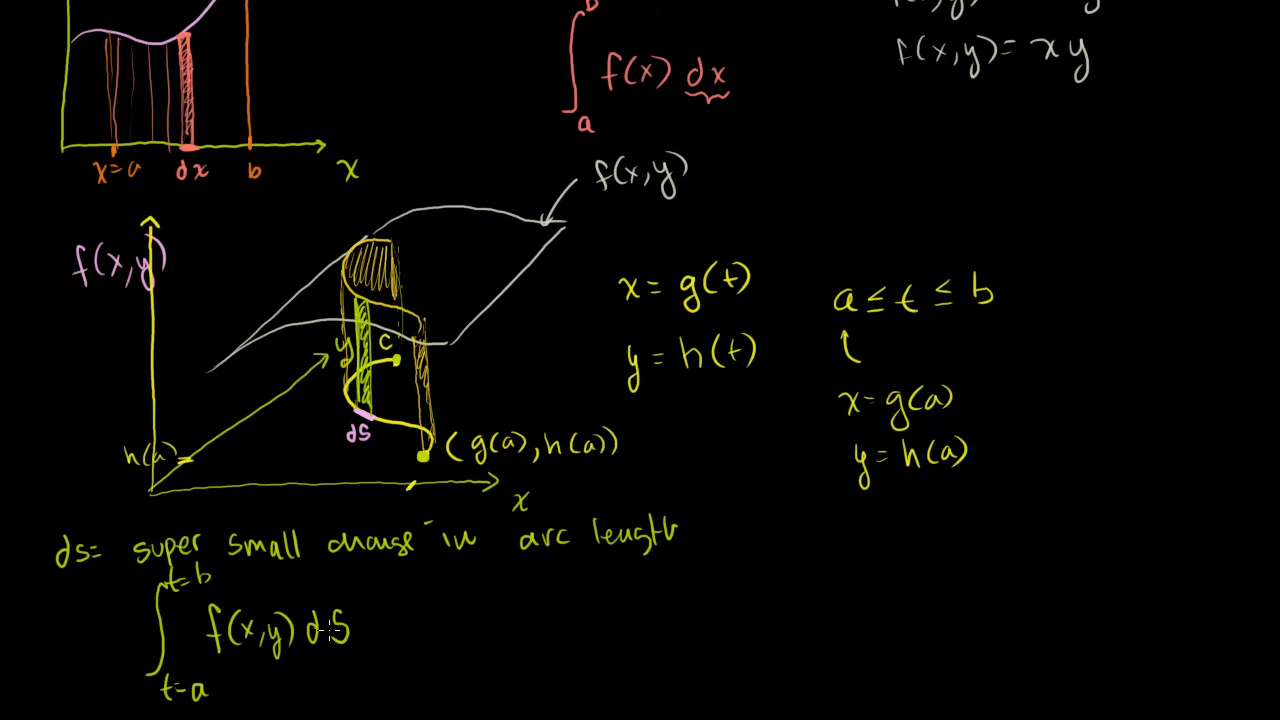 b
∫ f(x) dx
a
f(x,y) = xy
x=a
dx
b
x
f(x,y)
f(x,y)
x = g(t)
y = h(t)
a ≤ t ≤ b
x=g(a)
y=h(a)
y
c
ds
h(a)
(g(a), h(a))
x
ds= super small change in arc length
t=b
∫ f(x,y) ds
t=a